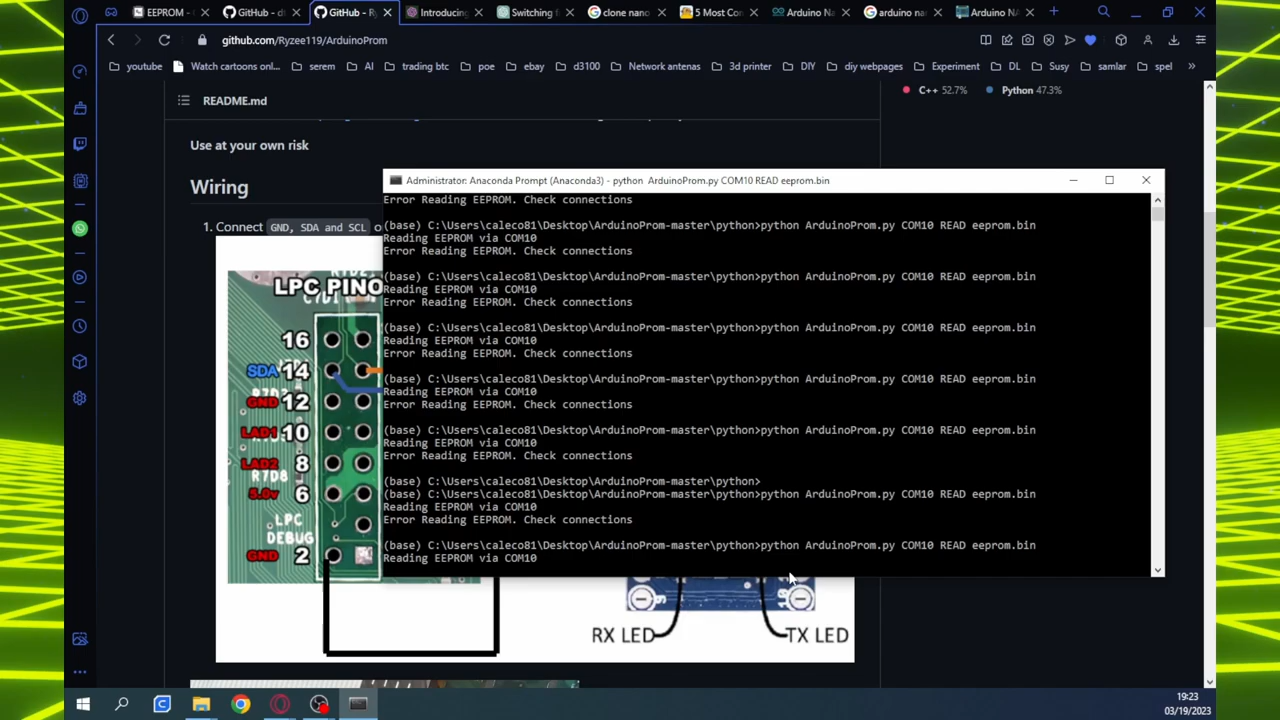 EEPROM -
GitHub - d
GitHub - Ry
Introducing
Switching f
clone nano
5 Most Con
Arduino Na
arduino nan
Arduino NA
github.com/Ryzee119/ArduinoProm
youtube
Watch cartoons onl...
serem
AI
trading btc
poe
ebay
d3100
Network antenas
3d printer
DIY
diy webpages
Experiment
DL
Susy
samlar
spel
README.md
C++ 52.7%
Python 47.3%
Use at your own risk
Wiring
1. Connect GND, SDA and SCL o
Administrator: Anaconda Prompt (Anaconda3) - python ArduinoProm.py COM10 READ eeprom.bin
Error Reading EEPROM. Check connections
(base) C:\Users\caleco81\Desktop\ArduinoProm-master\python>python ArduinoProm.py COM10 READ eeprom.bin
Reading EEPROM via COM10
Error Reading EEPROM. Check connections
(base) C:\Users\caleco81\Desktop\ArduinoProm-master\python>python ArduinoProm.py COM10 READ eeprom.bin
Reading EEPROM via COM10
Error Reading EEPROM. Check connections
(base) C:\Users\caleco81\Desktop\ArduinoProm-master\python>python ArduinoProm.py COM10 READ eeprom.bin
Reading EEPROM via COM10
Error Reading EEPROM. Check connections
(base) C:\Users\caleco81\Desktop\ArduinoProm-master\python>python ArduinoProm.py COM10 READ eeprom.bin
Reading EEPROM via COM10
Error Reading EEPROM. Check connections
(base) C:\Users\caleco81\Desktop\ArduinoProm-master\python>python ArduinoProm.py COM10 READ eeprom.bin
Reading EEPROM via COM10
Error Reading EEPROM. Check connections
(base) C:\Users\caleco81\Desktop\ArduinoProm-master\python>
(base) C:\Users\caleco81\Desktop\ArduinoProm-master\python>python ArduinoProm.py COM10 READ eeprom.bin
Reading EEPROM via COM10
Error Reading EEPROM. Check connections
(base) C:\Users\caleco81\Desktop\ArduinoProm-master\python>python ArduinoProm.py COM10 READ eeprom.bin
Reading EEPROM via COM10
LPC PINO
16
SDA 14
GND 12
LAD1 10
LAD2 8
R7D8
5.0v 6
LPC
DEBUG
GND 2
RX LED
TX LED
19:23
03/19/2023